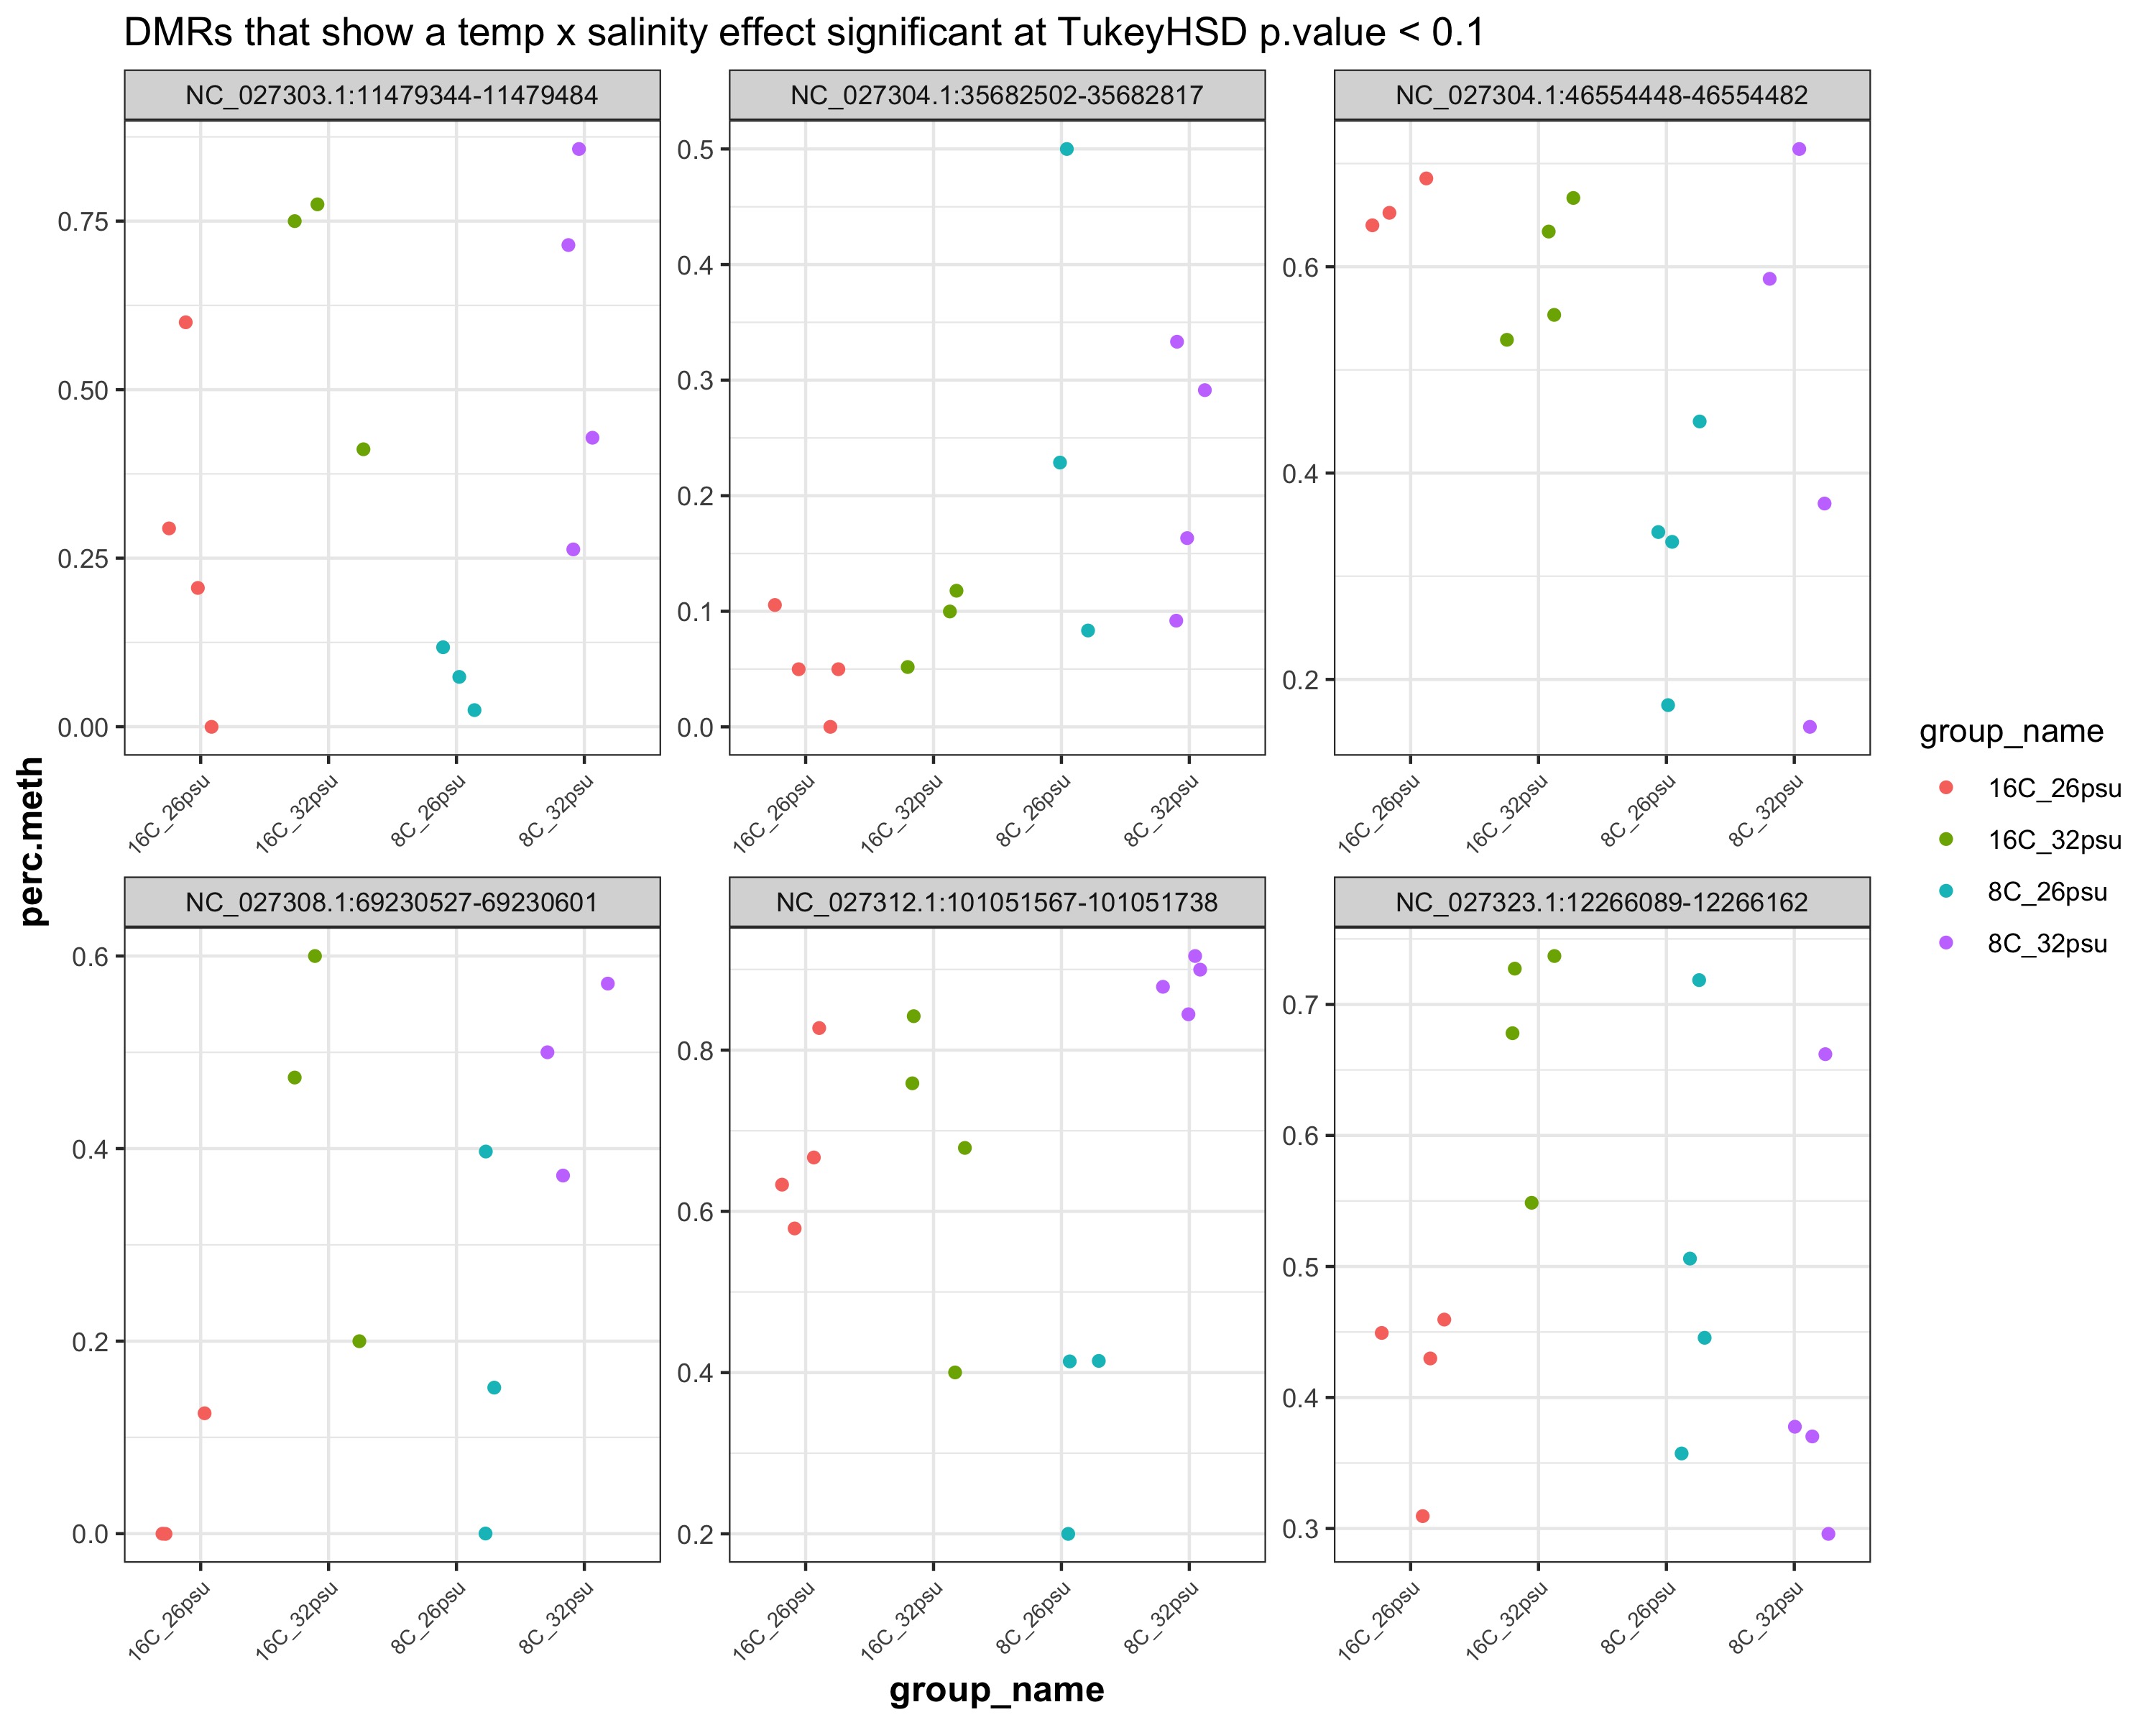 DMRs that show a temp x salinity effect significant at TukeyHSD p.value < 0.1
NC_027303.1:11479344-11479484
NC_027304.1:35682502-35682817
NC_027304.1:46554448-46554482
0.75
0.50
0.25
0.00
0.5
0.4
0.3
0.2
0.1
0.0
0.6
0.4
0.2
16C_26psu
16C_32psu
8C_26psu
8C_32psu
16C_26psu
16C_32psu
8C_26psu
8C_32psu
16C_26psu
16C_32psu
8C_26psu
8C_32psu
perc.meth
NC_027308.1:69230527-69230601
NC_027312.1:101051567-101051738
NC_027323.1:12266089-12266162
0.6
0.4
0.2
0.0
0.8
0.6
0.4
0.2
0.7
0.6
0.5
0.4
0.3
16C_26psu
16C_32psu
8C_26psu
8C_32psu
16C_26psu
16C_32psu
8C_26psu
8C_32psu
16C_26psu
16C_32psu
8C_26psu
8C_32psu
group_name
group_name
16C_26psu
16C_32psu
8C_26psu
8C_32psu